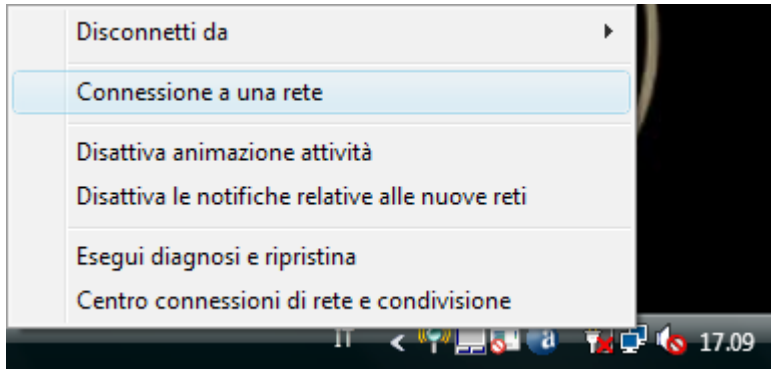 Disconnetti da
Connessione a una rete
Disattiva animazione attività
Disattiva le notifiche relative alle nuove reti
Esegui diagnosi e ripristina
Centro connessioni di rete e condivisione
IT < a 17.09